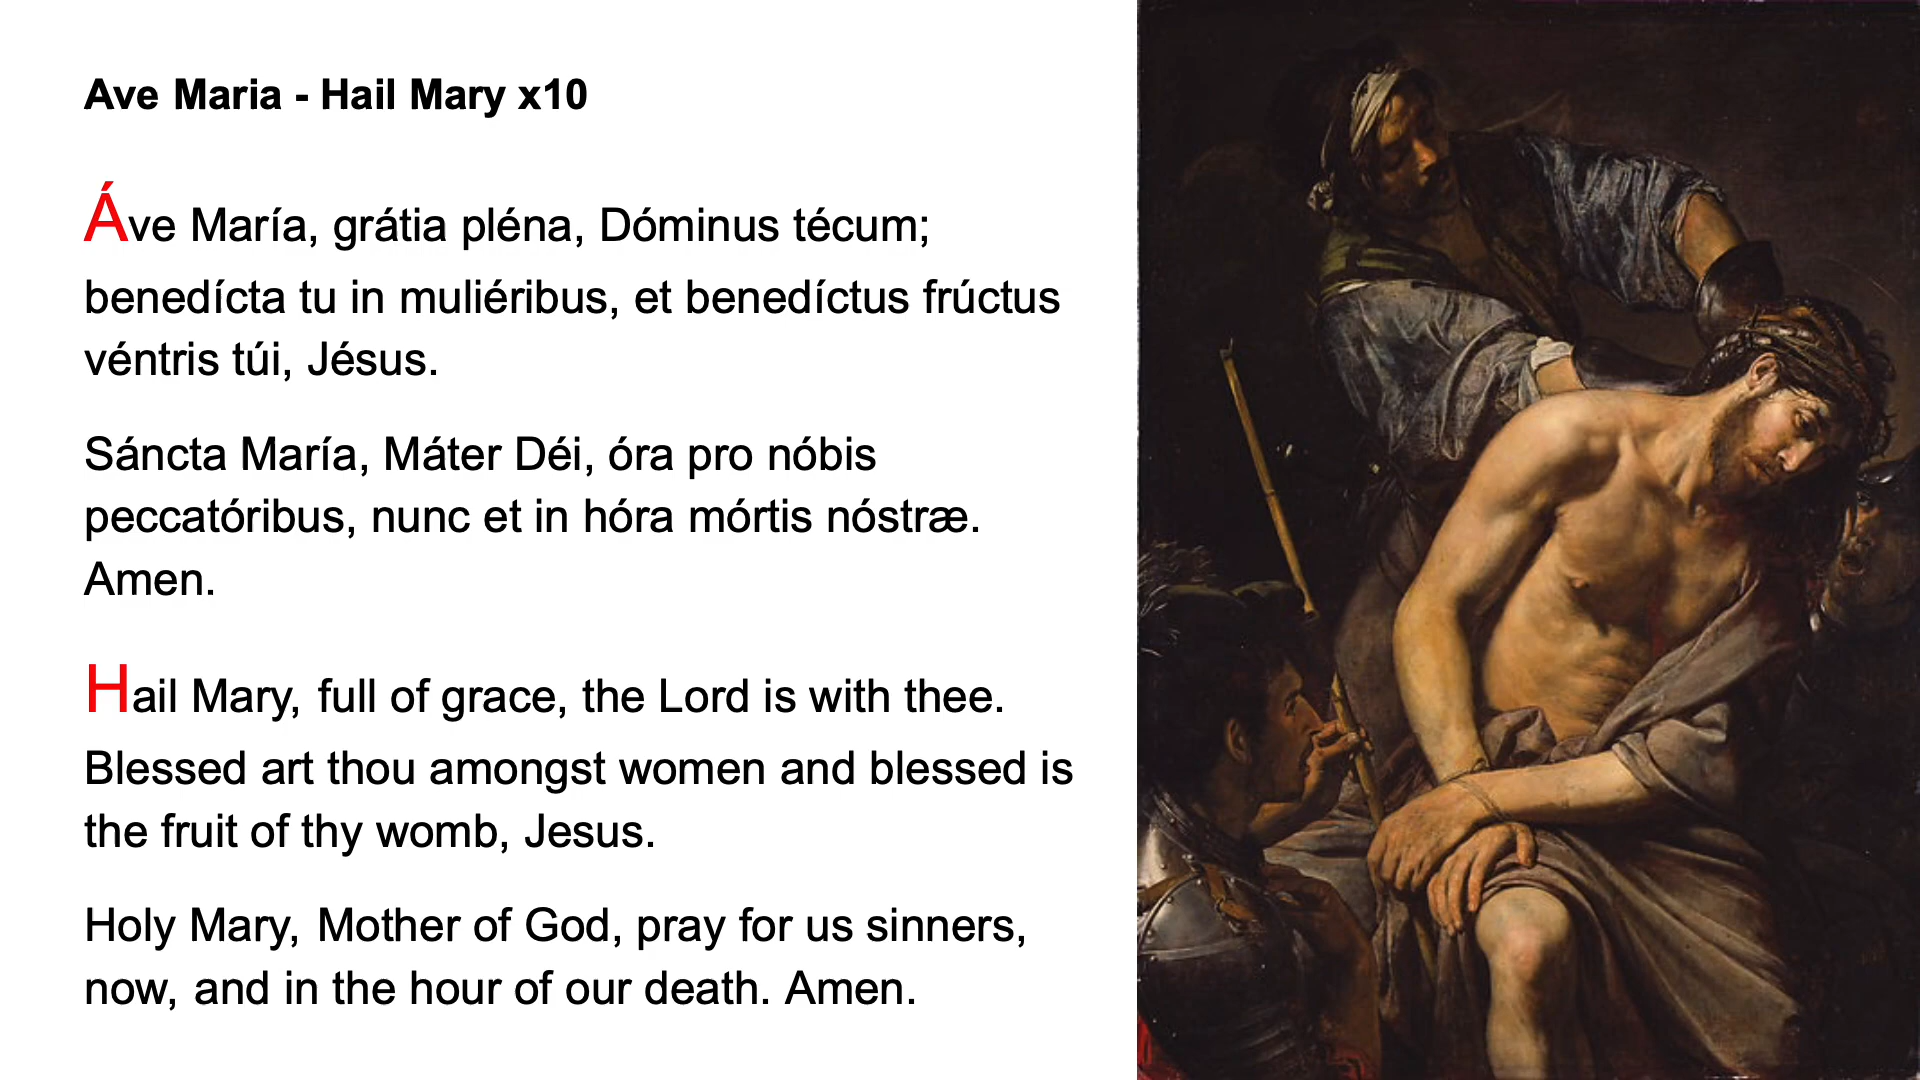 Ave Maria - Hail Mary x10
Áve María, grátia pléna, Dóminus técum;
benedícta tu in muliéribus, et benedíctus frúctus
véntris túi, Jésus.
Sáncta María, Máter Déi, óra pro nóbis
peccatóribus, nunc et in hóra mórtis nóstræ.
Amen.
Hail Mary, full of grace, the Lord is with thee.
Blessed art thou amongst women and blessed is
the fruit of thy womb, Jesus.
Holy Mary, Mother of God, pray for us sinners,
now, and in the hour of our death. Amen.